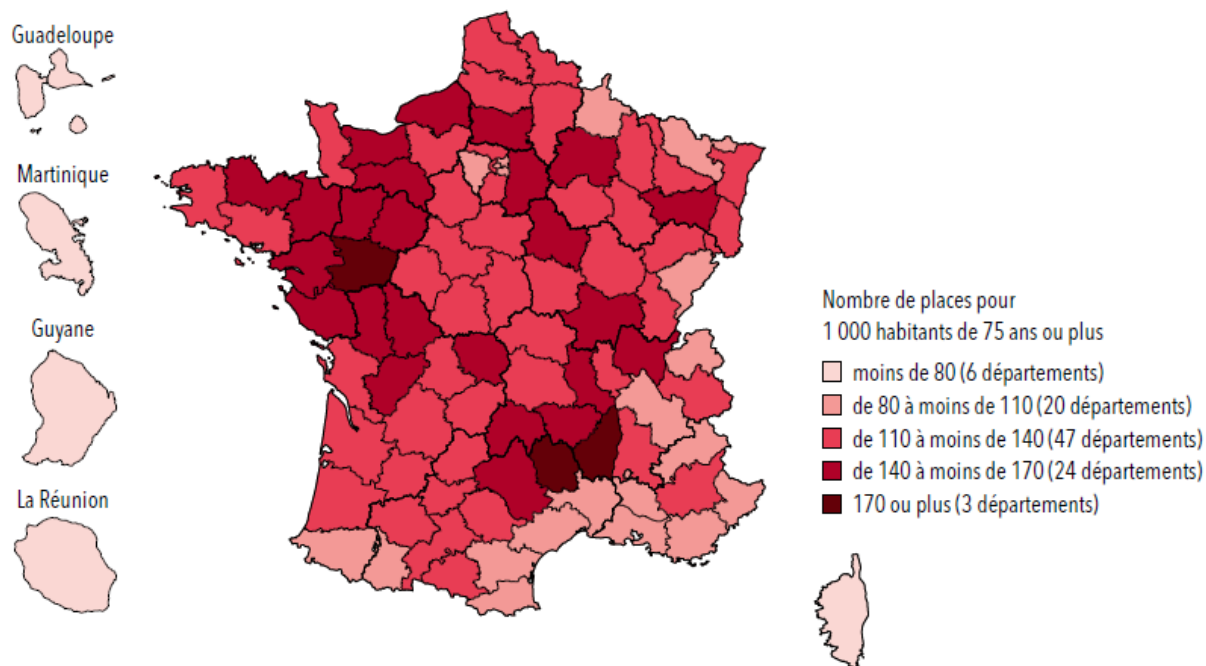 Guadeloupe
Martinique
Guyane
La Réunion
Nombre de places pour
1 000 habitants de 75 ans ou plus
moins de 80 (6 départements)
de 80 à moins de 110 (20 départements)
de 110 à moins de 140 (47 départements)
de 140 à moins de 170 (24 départements)
170 ou plus (3 départements)